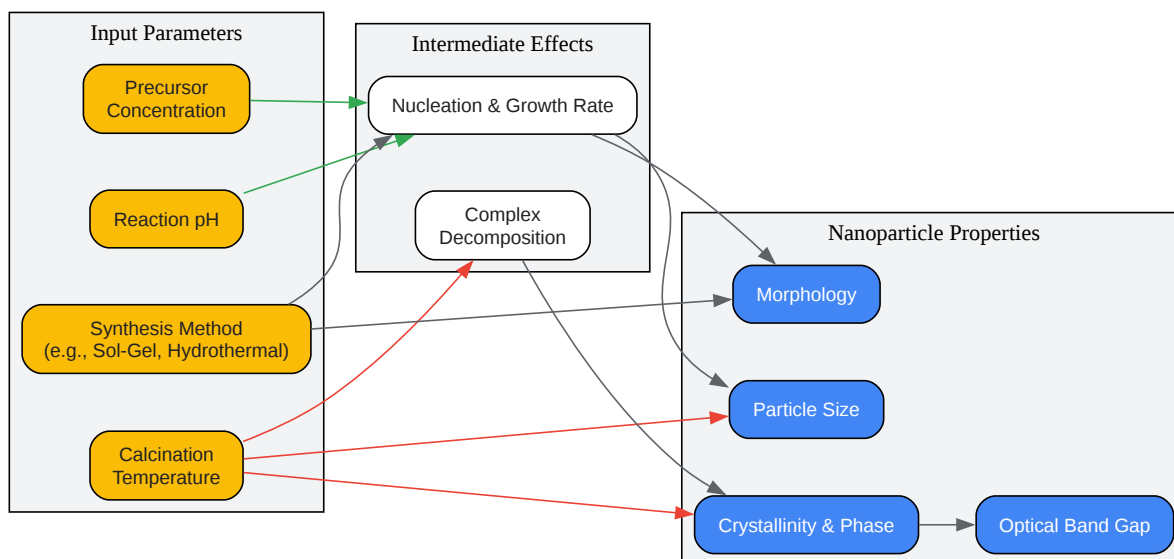 Input Parameters
Precursor
Concentration
Reaction pH
Synthesis Method
(e.g., Sol-Gel, Hydrothermal)
Calcination
Temperature
Intermediate Effects
Nucleation & Growth Rate
Complex
Decomposition
Nanoparticle Properties
Morphology
Particle Size
Crystallinity & Phase
Optical Band Gap